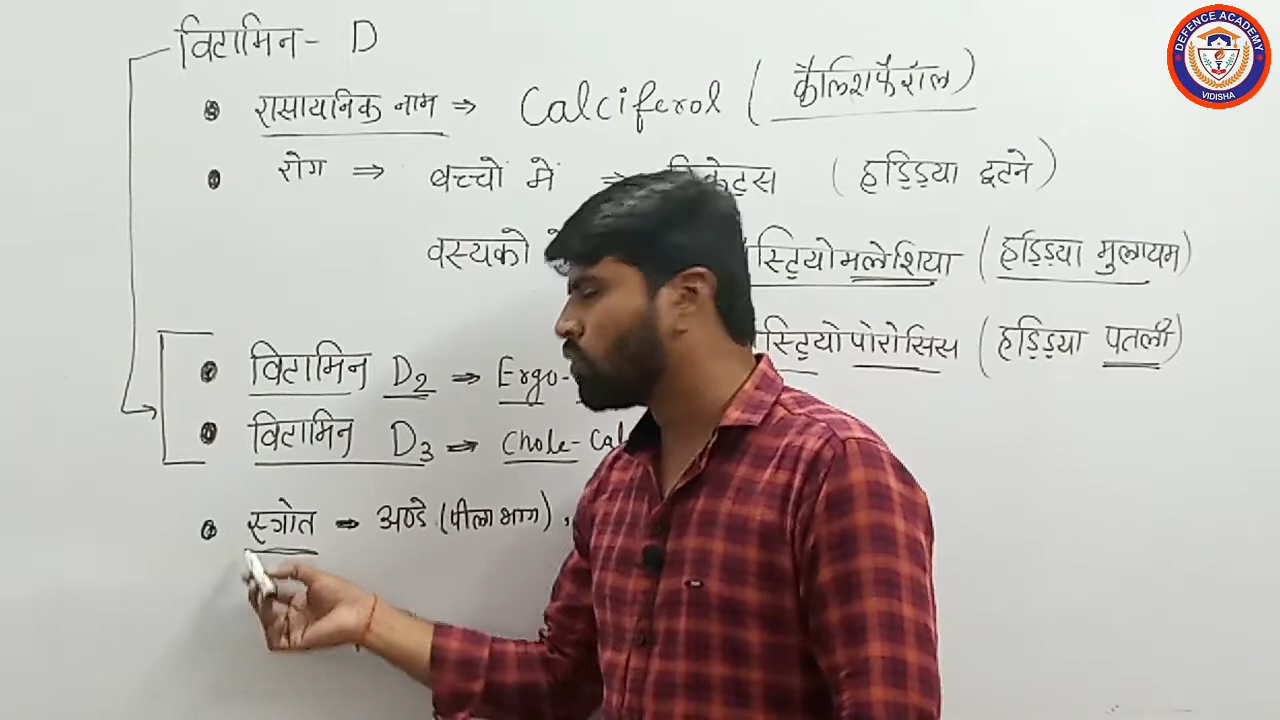 विटामिन - D
रासायनिक नाम ⇒ Calciferol (कैल्शिफैरॉल)
रोग ⇒ बच्चों में ⇒ रिकेट्स (हड्डिया टूटने)
वस्यको स्टियोमलेशिया (हड्डिया मुलायम)
स्टियोपोरोसिस (हड्डिया पतली)
विटामिन D2 ⇒ Ergo-
विटामिन D3 ⇒ Chole-Cal
स्त्रोत ⇒ अण्डे (पीला भाग),
DEFENCE ACADEMY
VIDISHA